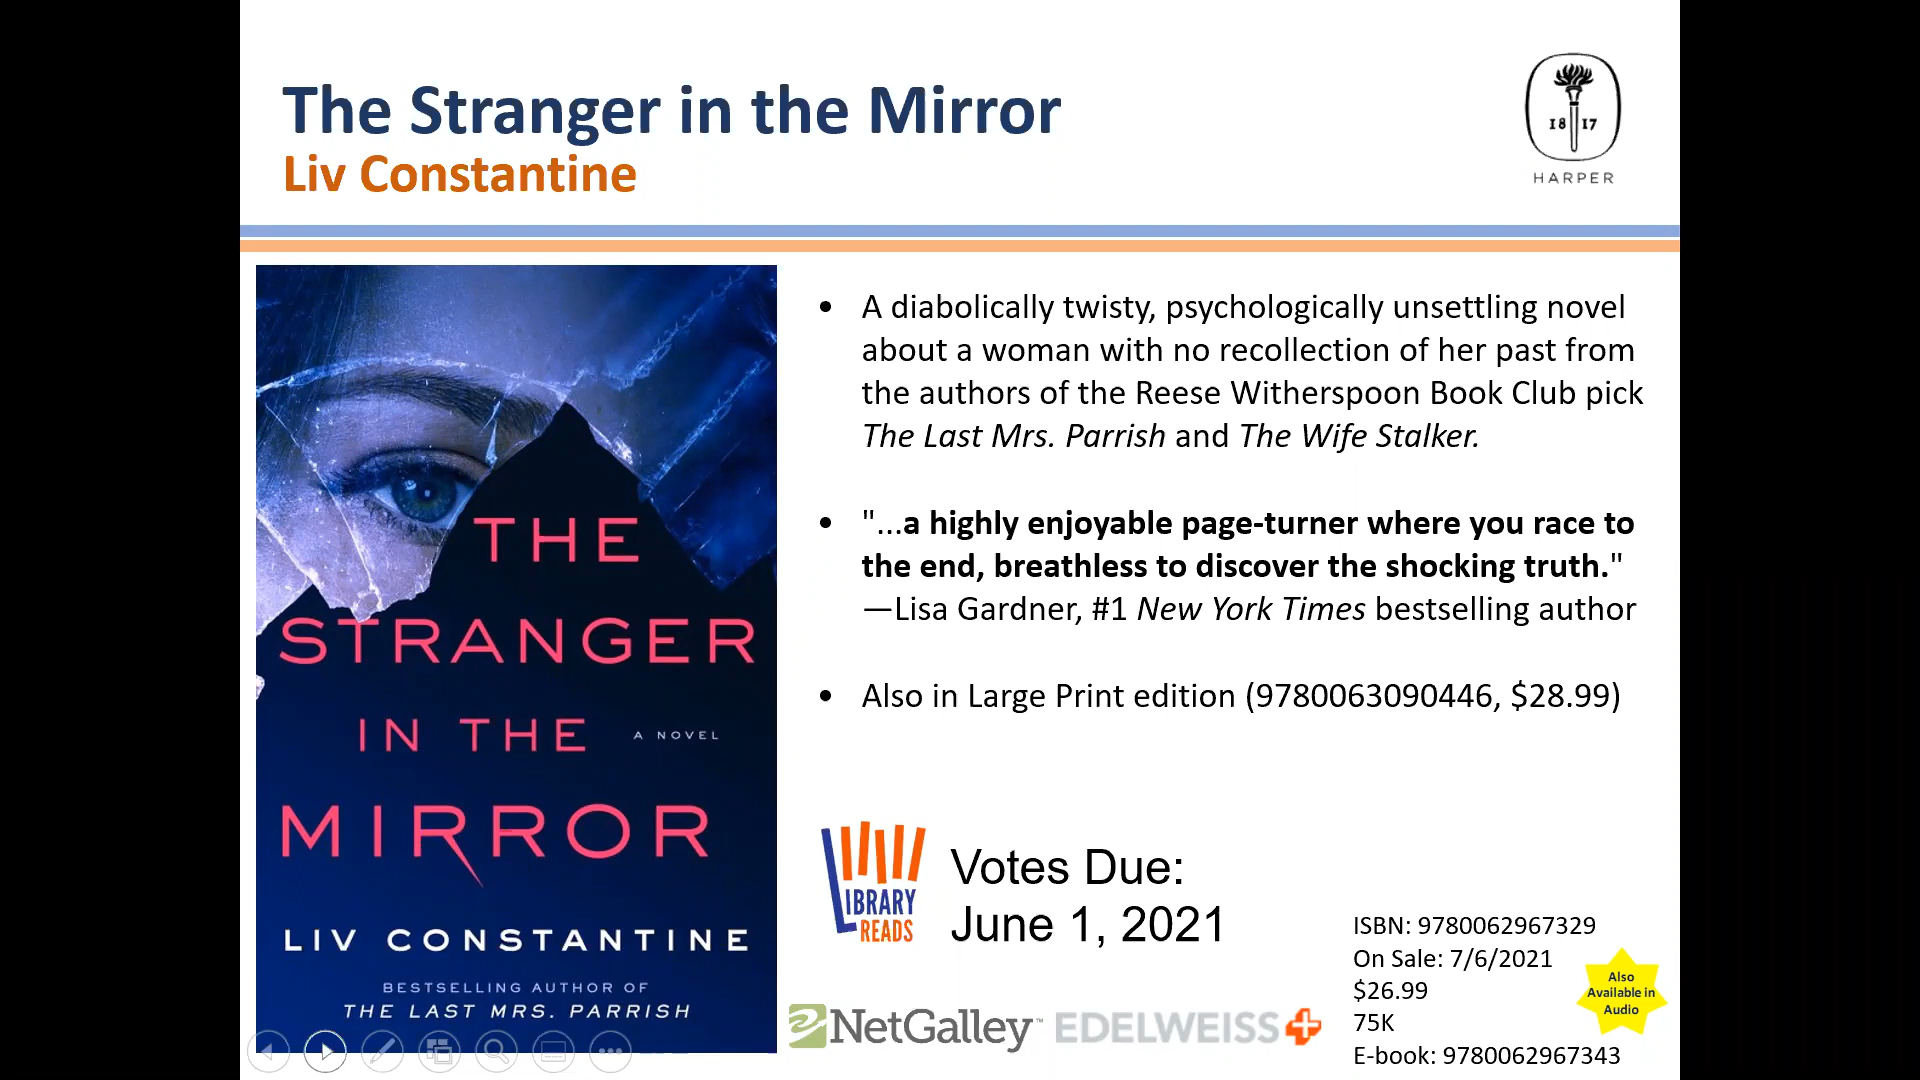 The Stranger in the Mirror
Liv Constantine
18 17
HARPER
THE
STRANGER
IN THE A NOVEL
MIRROR
LIV CONSTANTINE
BESTSELLING AUTHOR OF
THE LAST MRS. PARRISH
• A diabolically twisty, psychologically unsettling novel
about a woman with no recollection of her past from
the authors of the Reese Witherspoon Book Club pick
The Last Mrs. Parrish and The Wife Stalker.
• "...a highly enjoyable page-turner where you race to
the end, breathless to discover the shocking truth."
—Lisa Gardner, #1 New York Times bestselling author
• Also in Large Print edition (9780063090446, $28.99)
LIBRARY
READS
Votes Due:
June 1, 2021
NetGalley™
EDELWEISS+
ISBN: 9780062967329
On Sale: 7/6/2021
$26.99
75K
E-book: 9780062967343
Also
Available in
Audio